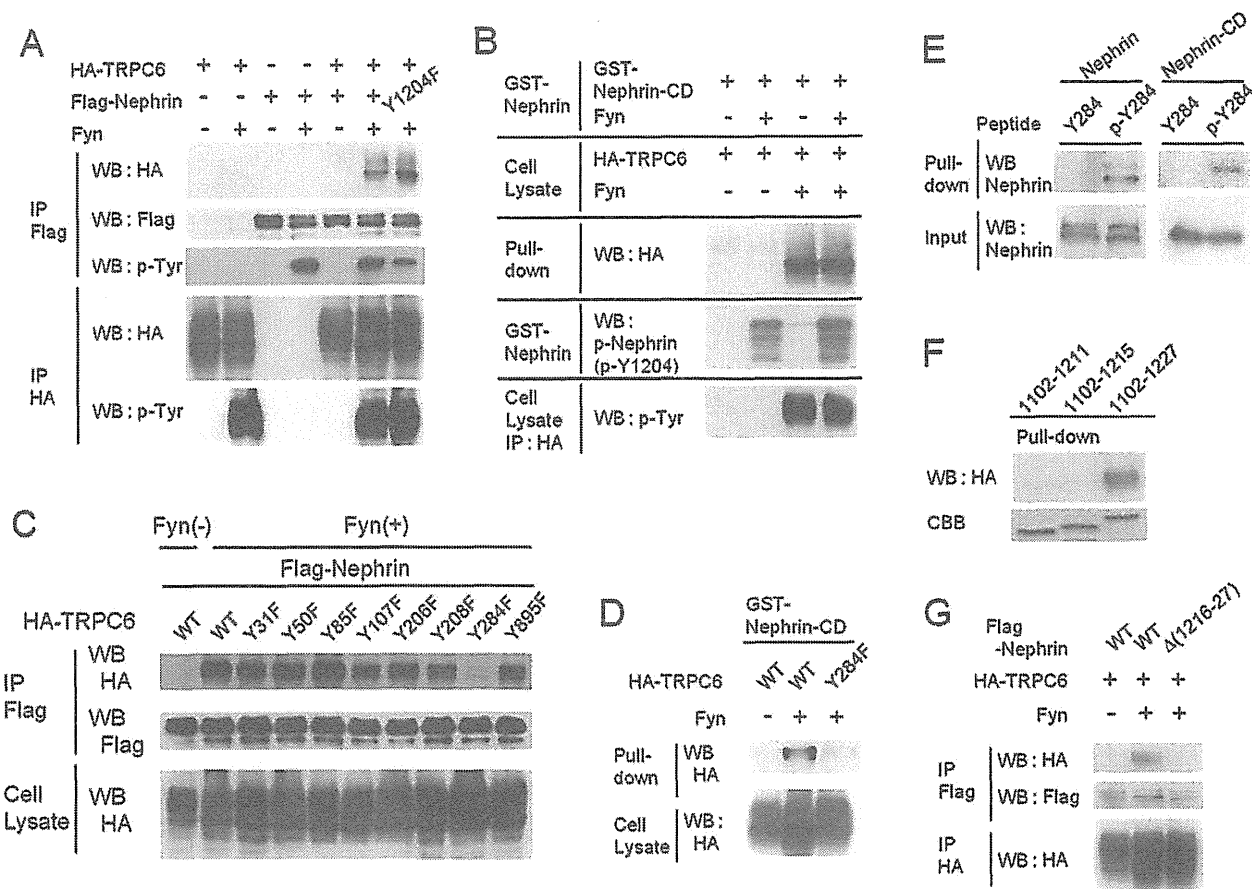 A
HA-TRPC6 + + - - + + +
Flag-Nephrin - - + + + + Y1204F
Fyn - + - + - + +
IP Flag
WB : HA
WB : Flag
WB : p-Tyr
IP HA
WB : HA
WB : p-Tyr
B
GST-Nephrin
GST-Nephrin-CD + + + +
Fyn - + - +
Cell Lysate
HA-TRPC6 + + + +
Fyn - - + +
Pull-down
WB : HA
GST-Nephrin
WB : p-Nephrin (p-Y1204)
Cell Lysate IP : HA
WB : p-Tyr
C
Fyn(-) Fyn(+)
Flag-Nephrin
HA-TRPC6 WT WT Y31F Y50F Y85F Y107F Y206F Y208F Y284F Y895F
IP Flag
WB HA
WB Flag
Cell Lysate
WB HA
D
GST-Nephrin-CD
HA-TRPC6 WT WT Y284F
Fyn - + +
Pull-down
WB HA
Cell Lysate
WB : HA
E
Nephrin Nephrin-CD
Peptide Y284 p-Y284 Y284 p-Y284
Pull-down
WB Nephrin
Input
WB : Nephrin
F
1102-1211 1102-1215 1102-1227
Pull-down
WB : HA
CBB
G
Flag-Nephrin WT WT Δ(1216-27)
HA-TRPC6 + + +
Fyn - + +
IP Flag
WB : HA
WB : Flag
IP HA
WB : HA